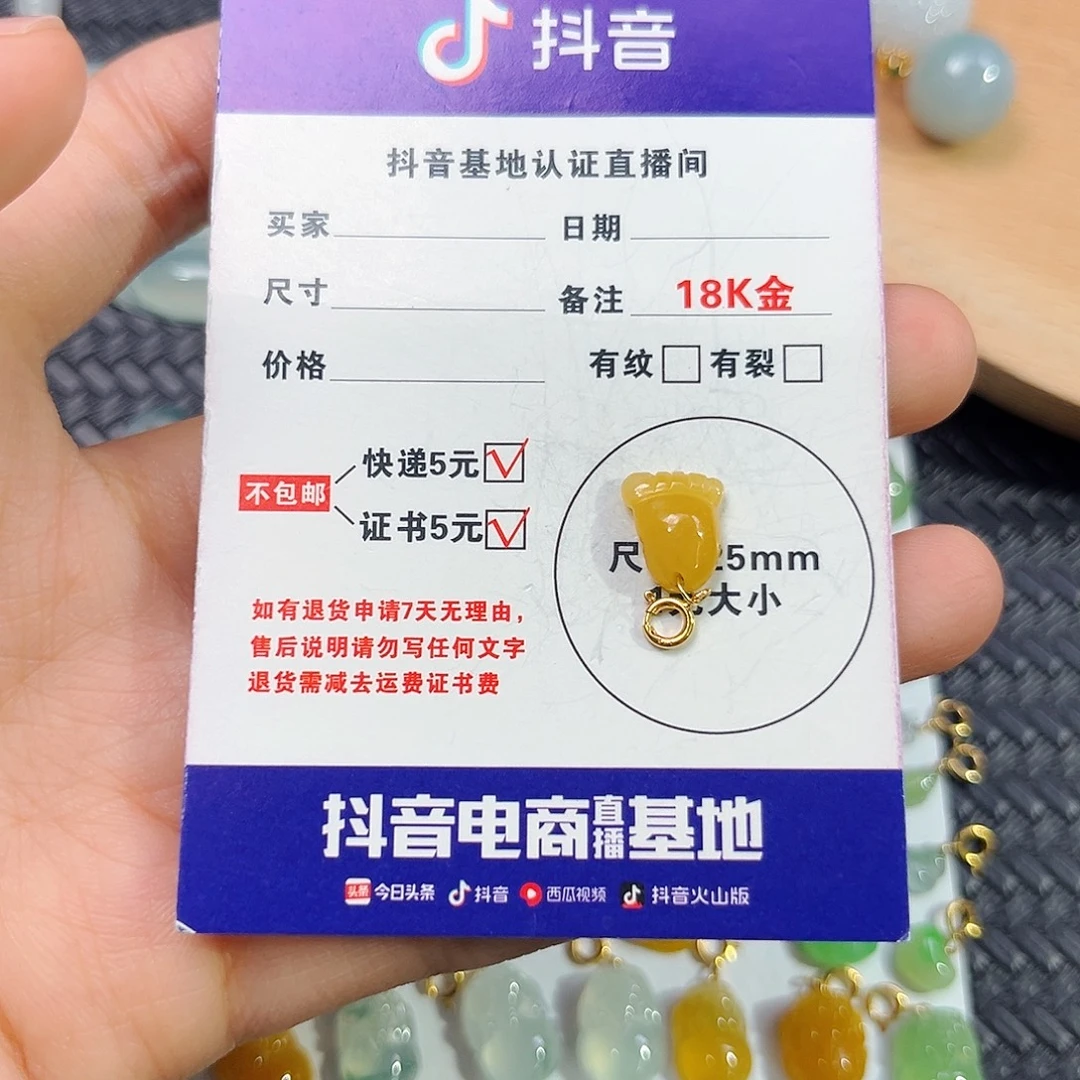 抖音
抖音基地认证直播间
买家 日期
尺寸 备注 18K金
价格 有纹 有裂
不包邮
快递5元
证书5元
尺 25mm
大小
如有退货申请7天无理由,
售后说明请勿写任何文字
退货需减去运费证书费
抖音电商直播基地
头条 今日头条 抖音 西瓜视频 抖音火山版